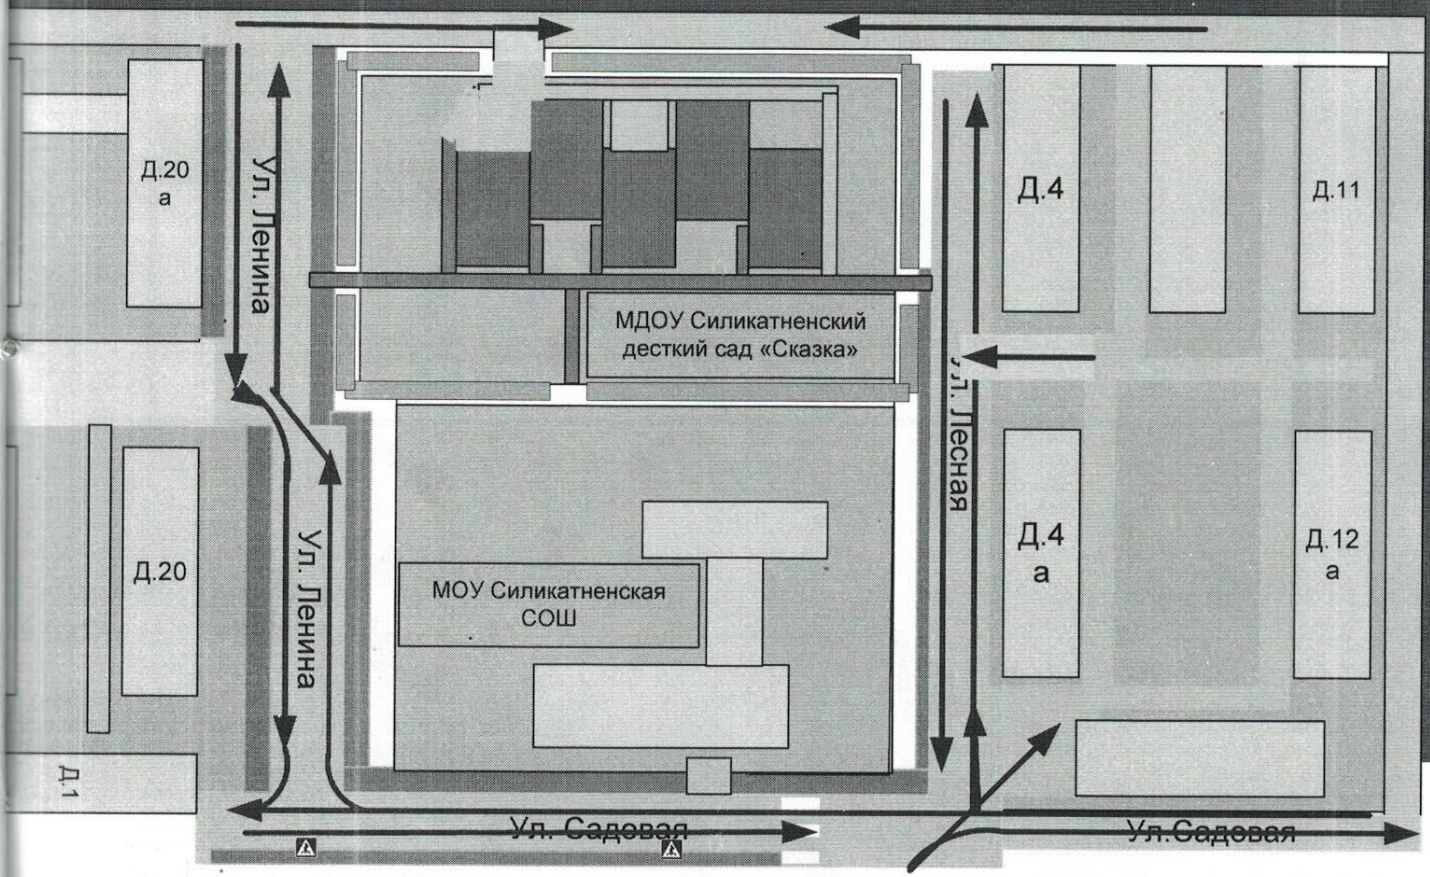 Д.20
а
Ул. Ленина
Д.4
Д.11
МДОУ Силикатненский
десткий сад «Сказка»
Ул. Лесная
Д.20
Ул. Ленина
МОУ Силикатненская
СОШ
Д.4
а
Д.12
а
Д.1
Ул. Садовая
Ул.Садовая